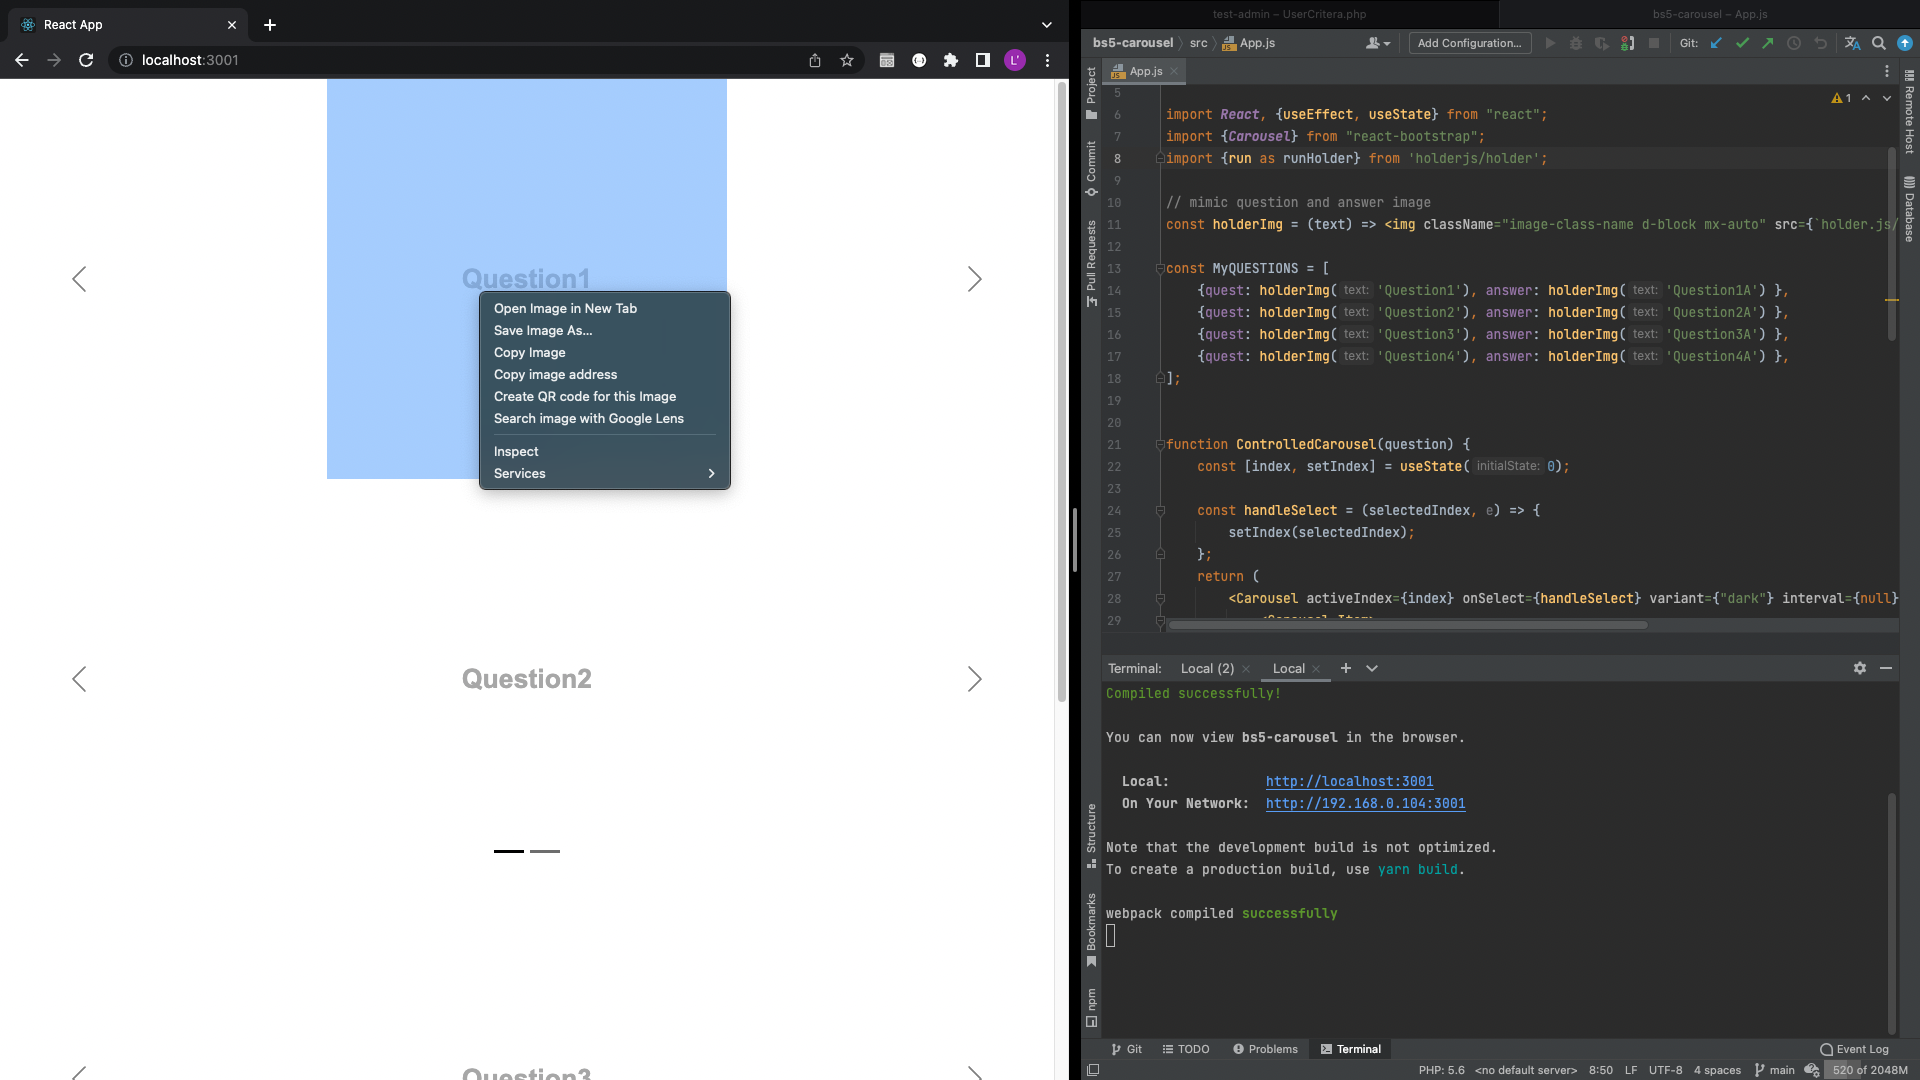 React App
localhost:3001
L'
Question1
Open Image in New Tab
Save Image As...
Copy Image
Copy image address
Create QR code for this Image
Search image with Google Lens
Inspect
Services
Question2
Question3
test-admin – UserCritera.php
bs5-carousel – App.js
bs5-carousel
src
App.js
Add Configuration...
Git:
Project
Commit
Pull Requests
Structure
Bookmarks
npm
Remote Host
Database
App.js
1
5
6 import React, {useEffect, useState} from "react";
7 import {Carousel} from "react-bootstrap";
8 import {run as runHolder} from 'holderjs/holder';
9
10 // mimic question and answer image
11 const holderImg = (text) => <img className="image-class-name d-block mx-auto" src={`holder.js/
12
13 const MyQUESTIONS = [
14 {quest: holderImg( text: 'Question1'), answer: holderImg( text: 'Question1A') },
15 {quest: holderImg( text: 'Question2'), answer: holderImg( text: 'Question2A') },
16 {quest: holderImg( text: 'Question3'), answer: holderImg( text: 'Question3A') },
17 {quest: holderImg( text: 'Question4'), answer: holderImg( text: 'Question4A') },
18 ];
19
20
21 function ControlledCarousel(question) {
22 const [index, setIndex] = useState( initialState: 0);
23
24 const handleSelect = (selectedIndex, e) => {
25 setIndex(selectedIndex);
26 };
27 return (
28 <Carousel activeIndex={index} onSelect={handleSelect} variant={"dark"} interval={null}
29 <Carousel.Item>
Terminal: Local (2) Local
Compiled successfully!
You can now view bs5-carousel in the browser.
Local: http://localhost:3001
On Your Network: http://192.168.0.104:3001
Note that the development build is not optimized.
To create a production build, use yarn build.
webpack compiled successfully
Git TODO Problems Terminal Event Log
PHP: 5.6 <no default server> 8:50 LF UTF-8 4 spaces main 520 of 2048M